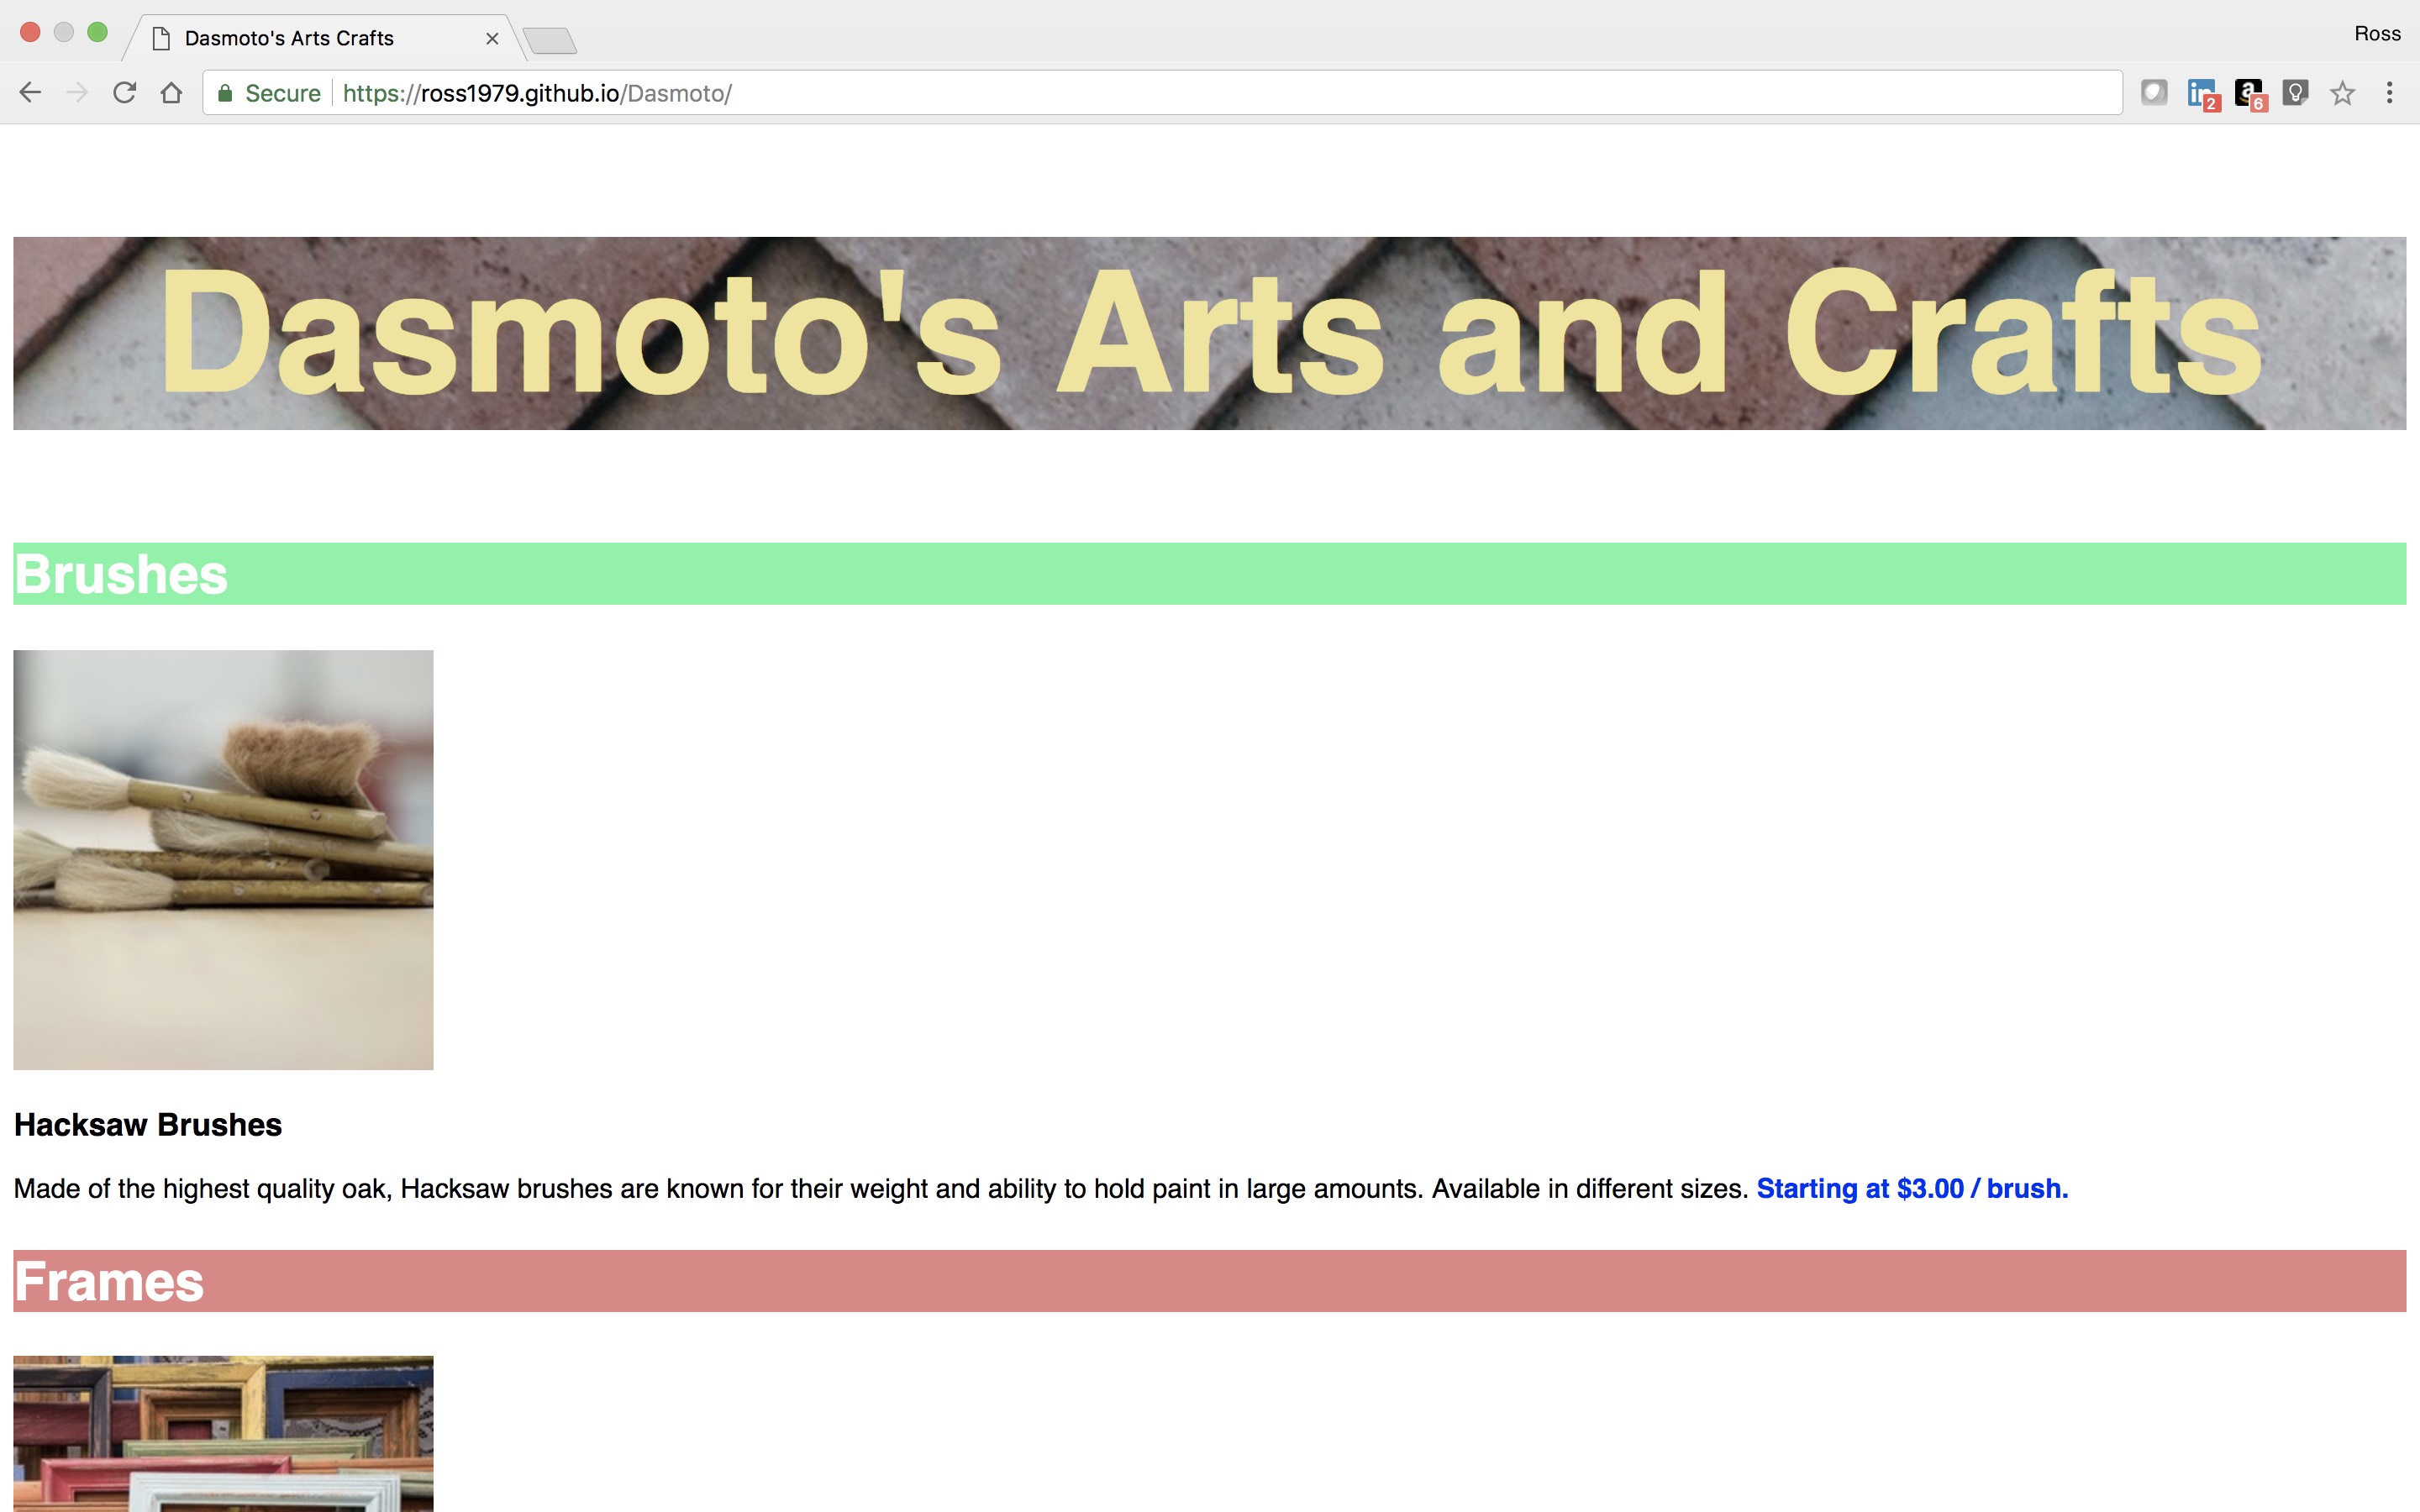 Dasmoto's Arts Crafts
Ross
Secure https://ross1979.github.io/Dasmoto/
2
6
Dasmoto's Arts and Crafts
Brushes
Hacksaw Brushes
Made of the highest quality oak, Hacksaw brushes are known for their weight and ability to hold paint in large amounts. Available in different sizes. Starting at $3.00 / brush.
Frames